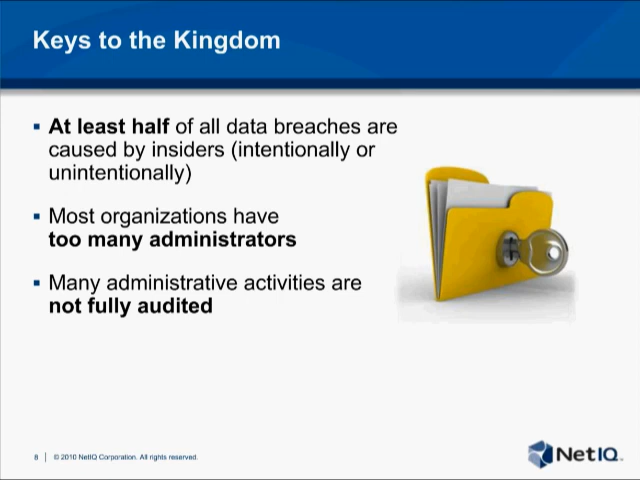 Keys to the Kingdom
▪ At least half of all data breaches are
caused by insiders (intentionally or
unintentionally)
▪ Most organizations have
too many administrators
▪ Many administrative activities are
not fully audited
8 | © 2010 NetIQ Corporation. All rights reserved.
NetIQ